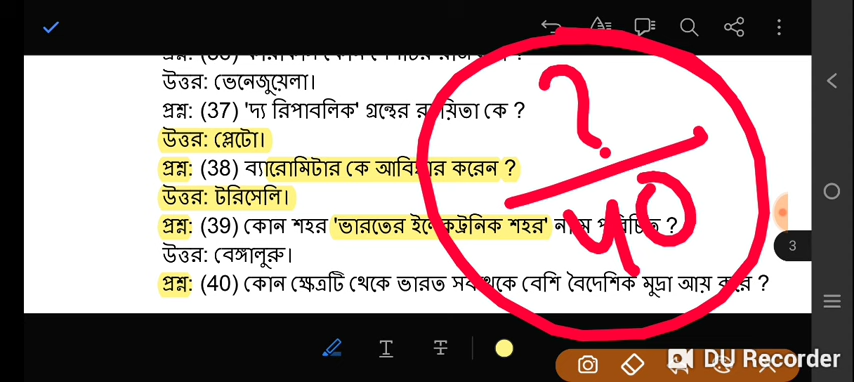 উত্তর: ভেনেজুয়েলা।
প্রশ্ন: (37) 'দ্য রিপাবলিক' গ্রন্থের রচয়িতা কে ?
উত্তর: প্লেটো।
প্রশ্ন: (38) ব্যারোমিটার কে আবিষ্কার করেন ?
উত্তর: টরিসেলি।
প্রশ্ন: (39) কোন শহর 'ভারতের ইলেকট্রনিক শহর' নামে পরিচিত ?
উত্তর: বেঙ্গালুরু।
প্রশ্ন: (40) কোন ক্ষেত্রটি থেকে ভারত সব থেকে বেশি বৈদেশিক মুদ্রা আয় করে ?
?
40
3
DU Recorder